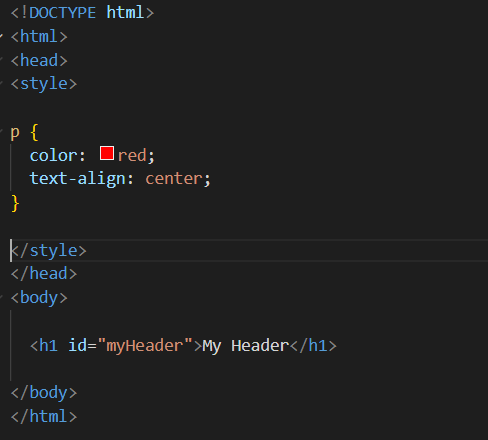 <!DOCTYPE html>
<html>
<head>
<style>
p {
color: red;
text-align: center;
}
</style>
</head>
<body>
<h1 id="myHeader">My Header</h1>
</body>
</html>